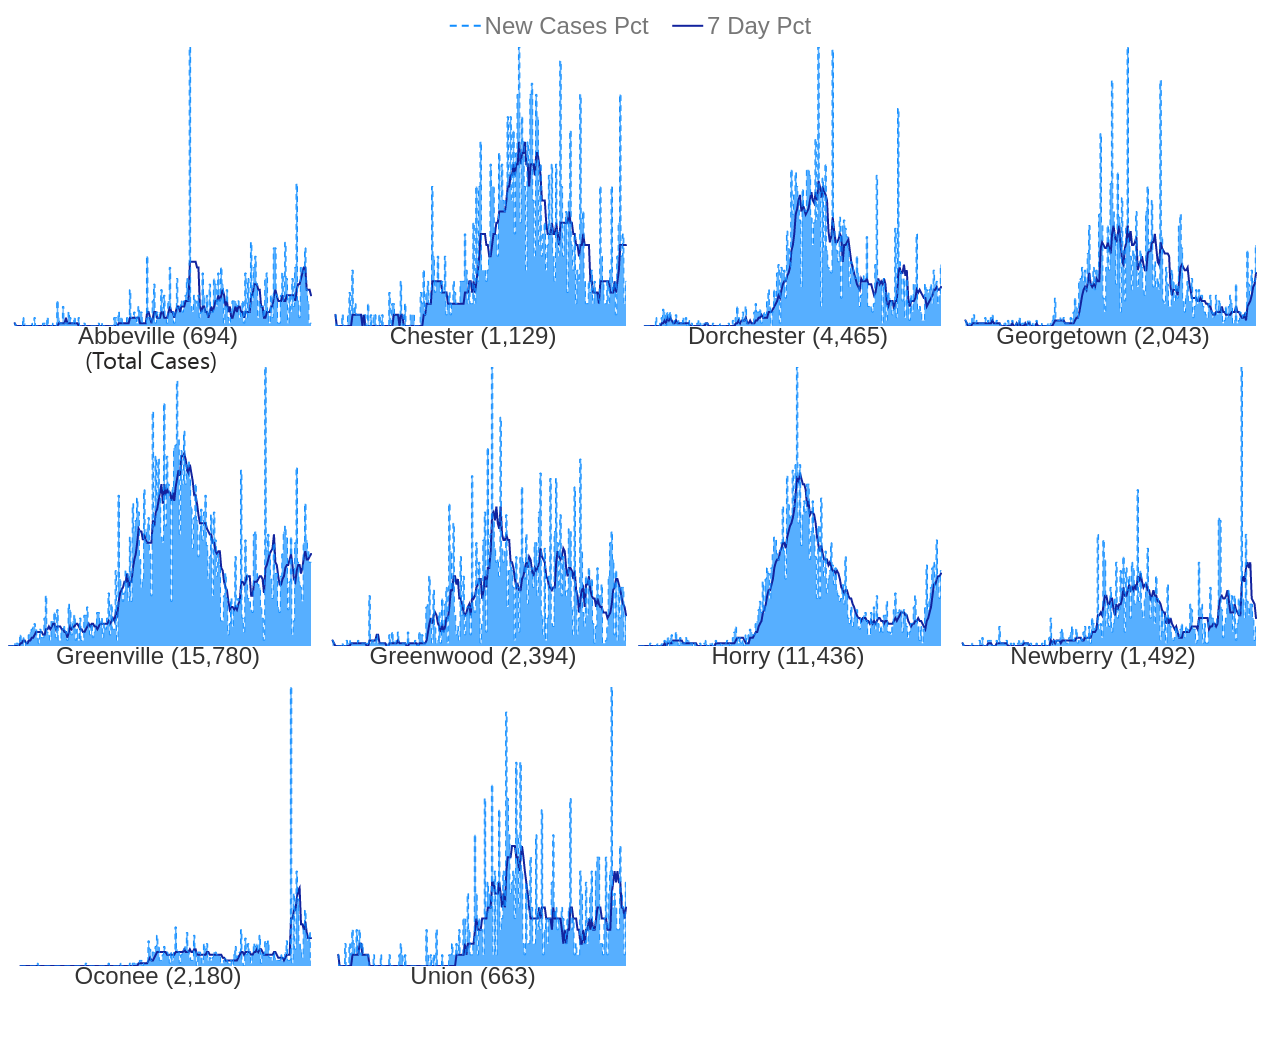 New Cases Pct 7 Day Pct
Abbeville (694) Chester (1,129) Dorchester (4,465) Georgetown (2,043)
(Total Cases)
Greenville (15,780) Greenwood (2,394) Horry (11,436) Newberry (1,492)
Oconee (2,180) Union (663)